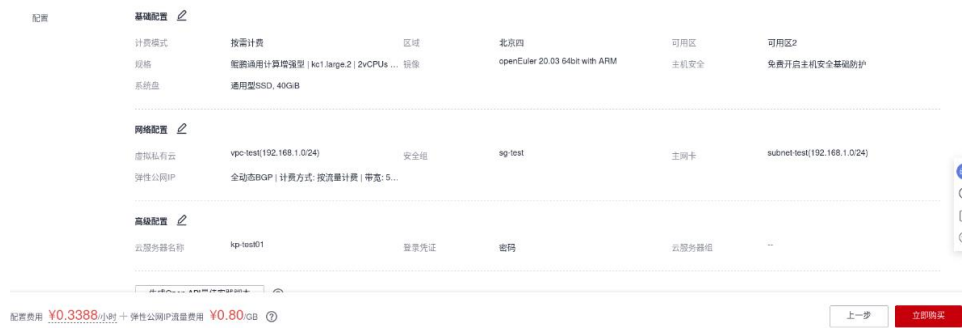 配置
基础配置
计费模式 按需计费 区域 北京四 可用区 可用区2
规格 鲲鹏通用计算增强型 | kc1.large.2 | 2vCPUs ... 镜像 openEuler 20.03 64bit with ARM 主机安全 免费开启主机安全基础防护
系统盘 通用型SSD, 40GiB
网络配置
虚拟私有云 vpc-test(192.168.1.0/24) 安全组 sg-test 主网卡 subnet-test(192.168.1.0/24)
弹性公网IP 全动态BGP | 计费方式: 按流量计费 | 带宽: 5...
高级配置
云服务器名称 kp-test01 登录凭证 密码 云服务器组 --
配置费用 ¥0.3388/小时 + 弹性公网IP流量费用 ¥0.80/GB 上一步 立即购买